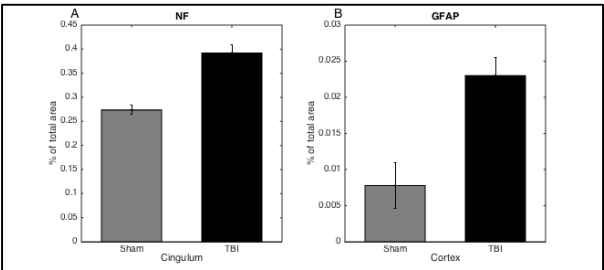 A NF
0.45
0.4
0.35
0.3
0.25
0.2
0.15
0.1
0.05
0
% of total area
Sham TBI
Cingulum
B GFAP
0.03
0.025
0.02
0.015
0.01
0.005
0
% of total area
Sham TBI
Cortex